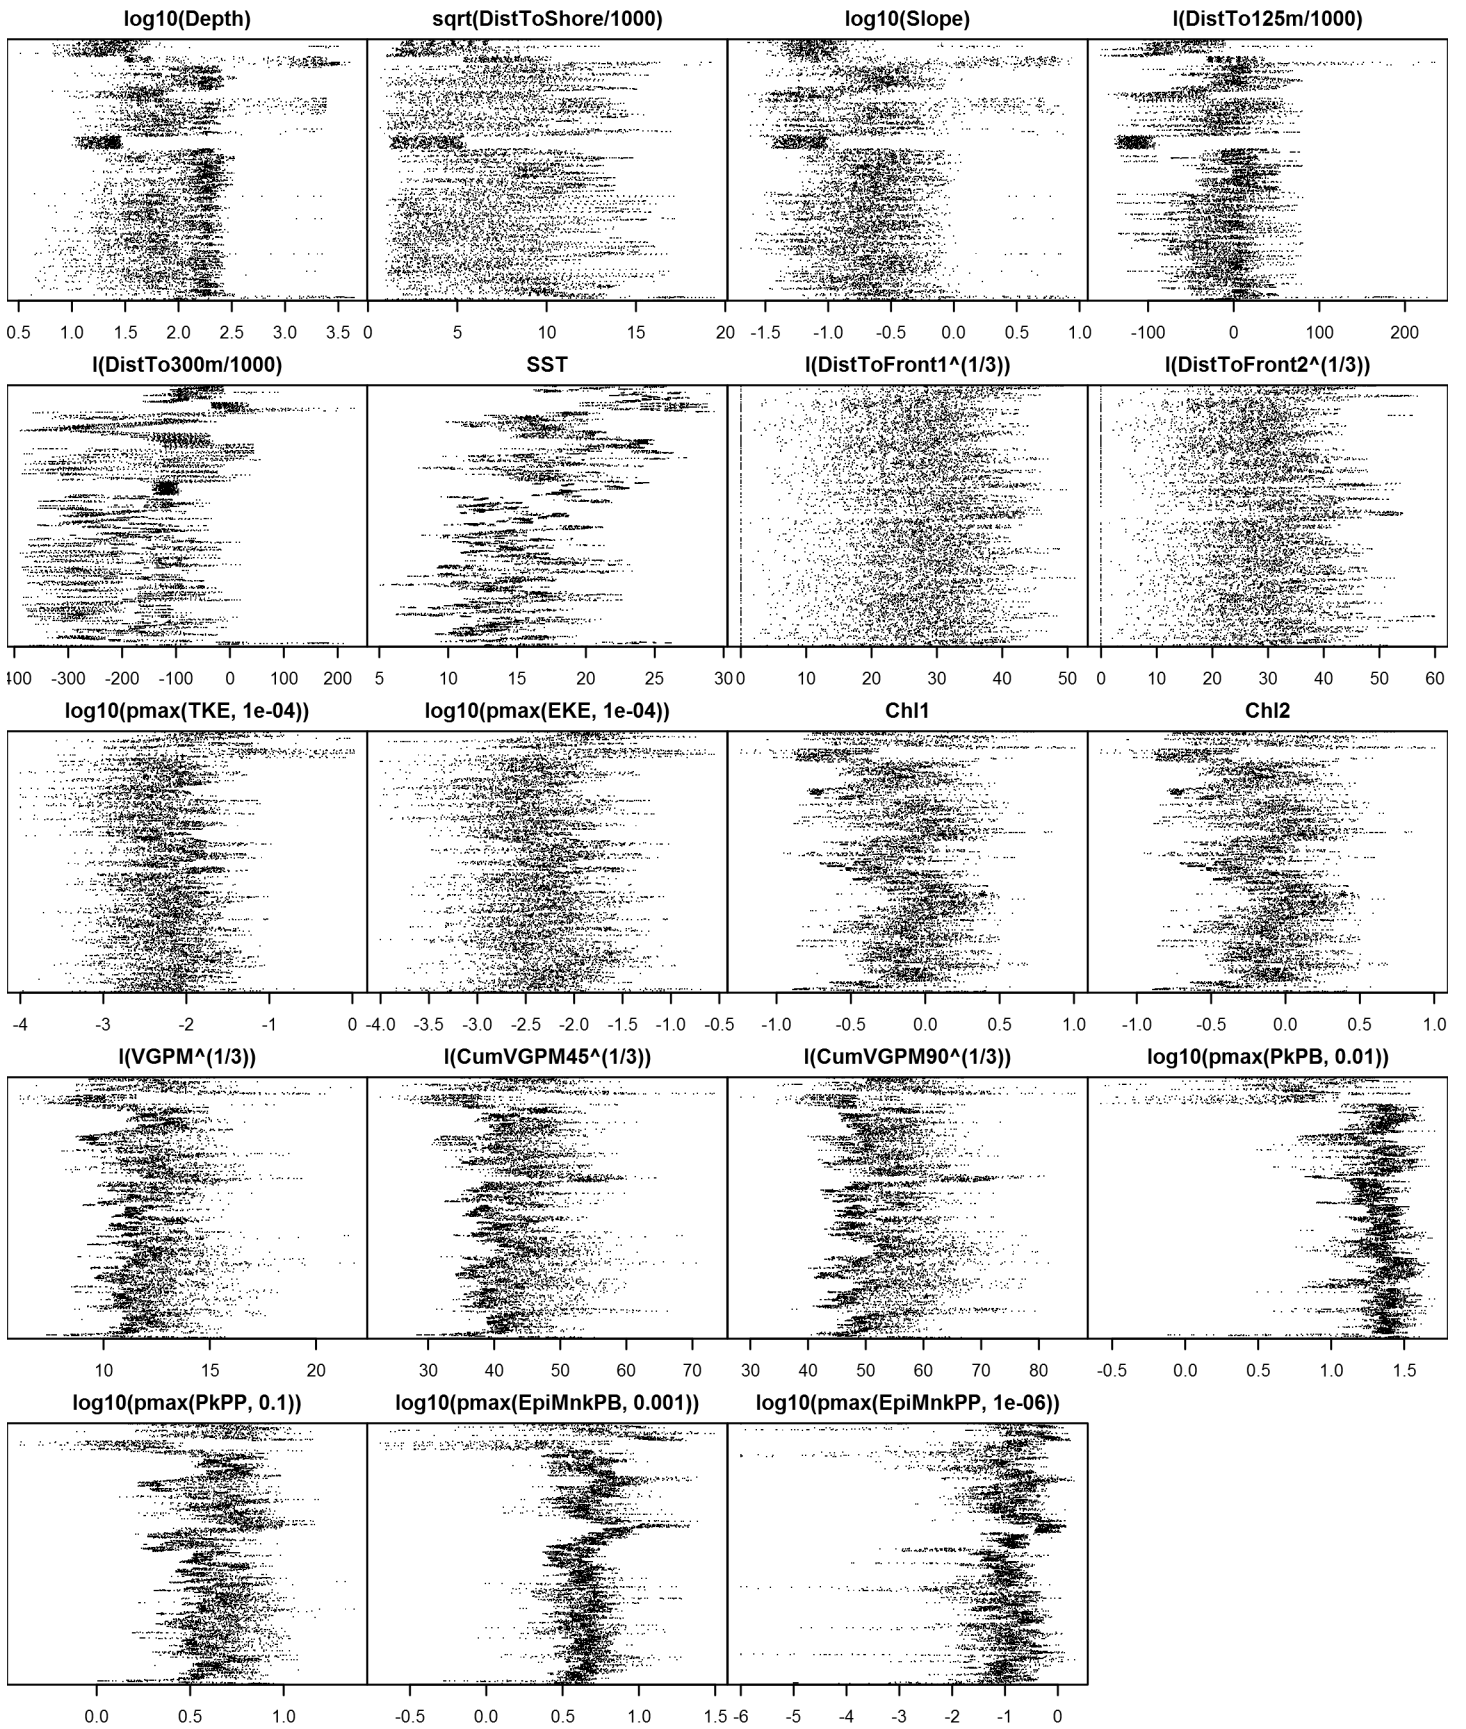 log10(Depth) sqrt(DistToShore/1000) log10(Slope) I(DistTo125m/1000)
0.5 1.0 1.5 2.0 2.5 3.0 3.5 0 5 10 15 20 -1.5 -1.0 -0.5 0.0 0.5 1.0 -100 0 100 200
I(DistTo300m/1000) SST I(DistToFront1^(1/3)) I(DistToFront2^(1/3))
-300 -200 -100 0 100 200 5 10 15 20 25 30 0 10 20 30 40 50 0 10 20 30 40 50 60
log10(pmax(TKE, 1e-04)) log10(pmax(EKE, 1e-04)) Chl1 Chl2
-4 -3 -2 -1 0 -4.0 -3.5 -3.0 -2.5 -2.0 -1.5 -1.0 -0.5 -1.0 -0.5 0.0 0.5 1.0 -1.0 -0.5 0.0 0.5 1.0
I(VGPM^(1/3)) I(CumVGPM45^(1/3)) I(CumVGPM90^(1/3)) log10(pmax(PkPB, 0.01))
10 15 20 30 40 50 60 70 30 40 50 60 70 80 -0.5 0.0 0.5 1.0 1.5
log10(pmax(PkPP, 0.1)) log10(pmax(EpiMnkPB, 0.001)) log10(pmax(EpiMnkPP, 1e-06))
0.0 0.5 1.0 -0.5 0.0 0.5 1.0 1.5 -6 -5 -4 -3 -2 -1 0